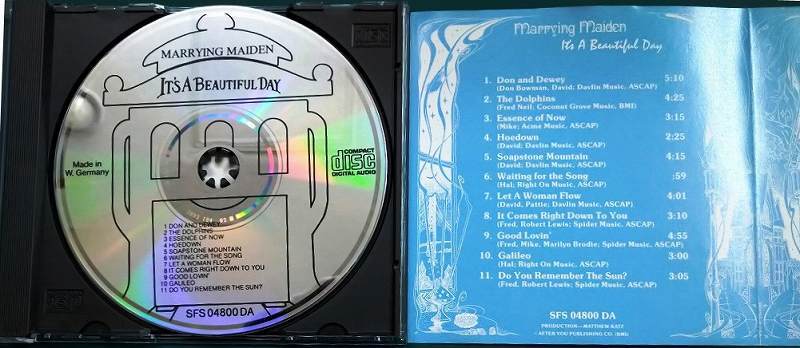 MARRYING MAIDEN
IT'S A BEAUTIFUL DAY
COMPACT
disc
DIGITAL AUDIO
Made in
W. Germany
1 DON AND DEWEY
2 THE DOLPHINS
3 ESSENCE OF NOW
4 HOEDOWN
5 SOAPSTONE MOUNTAIN
6 WAITING FOR THE SONG
7 LET A WOMAN FLOW
8 IT COMES RIGHT DOWN TO YOU
9 GOOD LOVIN'
10 GALILEO
11 DO YOU REMEMBER THE SUN?
SFS 04800 DA
Marrying Maiden
It's A Beautiful Day
1. Don and Dewey 5:10
(Don Bowman, David; Davlin Music, ASCAP)
2. The Dolphins 4:25
(Fred Neil; Coconut Grove Music, BMI)
3. Essence of Now 3:15
(Mike; Acme Music, ASCAP)
4. Hoedown 2:25
(David; Davlin Music, ASCAP)
5. Soapstone Mountain 4:15
(David; Davlin Music, ASCAP)
6. Waiting for the Song :59
(Hal; Right On Music, ASCAP)
7. Let A Woman Flow 4:01
(David, Pattie; Davlin Music, ASCAP)
8. It Comes Right Down To You 3:10
(Fred, Robert Lewis; Spider Music, ASCAP)
9. Good Lovin' 4:55
(Fred, Mike, Marilyn Brodie; Spider Music, ASCAP)
10. Galileo 3:00
(Hal; Right On Music, ASCAP)
11. Do You Remember The Sun? 3:05
(Fred, Robert Lewis; Spider Music, ASCAP)
SFS 04800 DA
PRODUCTION—MATTHEW KATZ
© AFTER YOU PUBLISHING CO. (BMI)